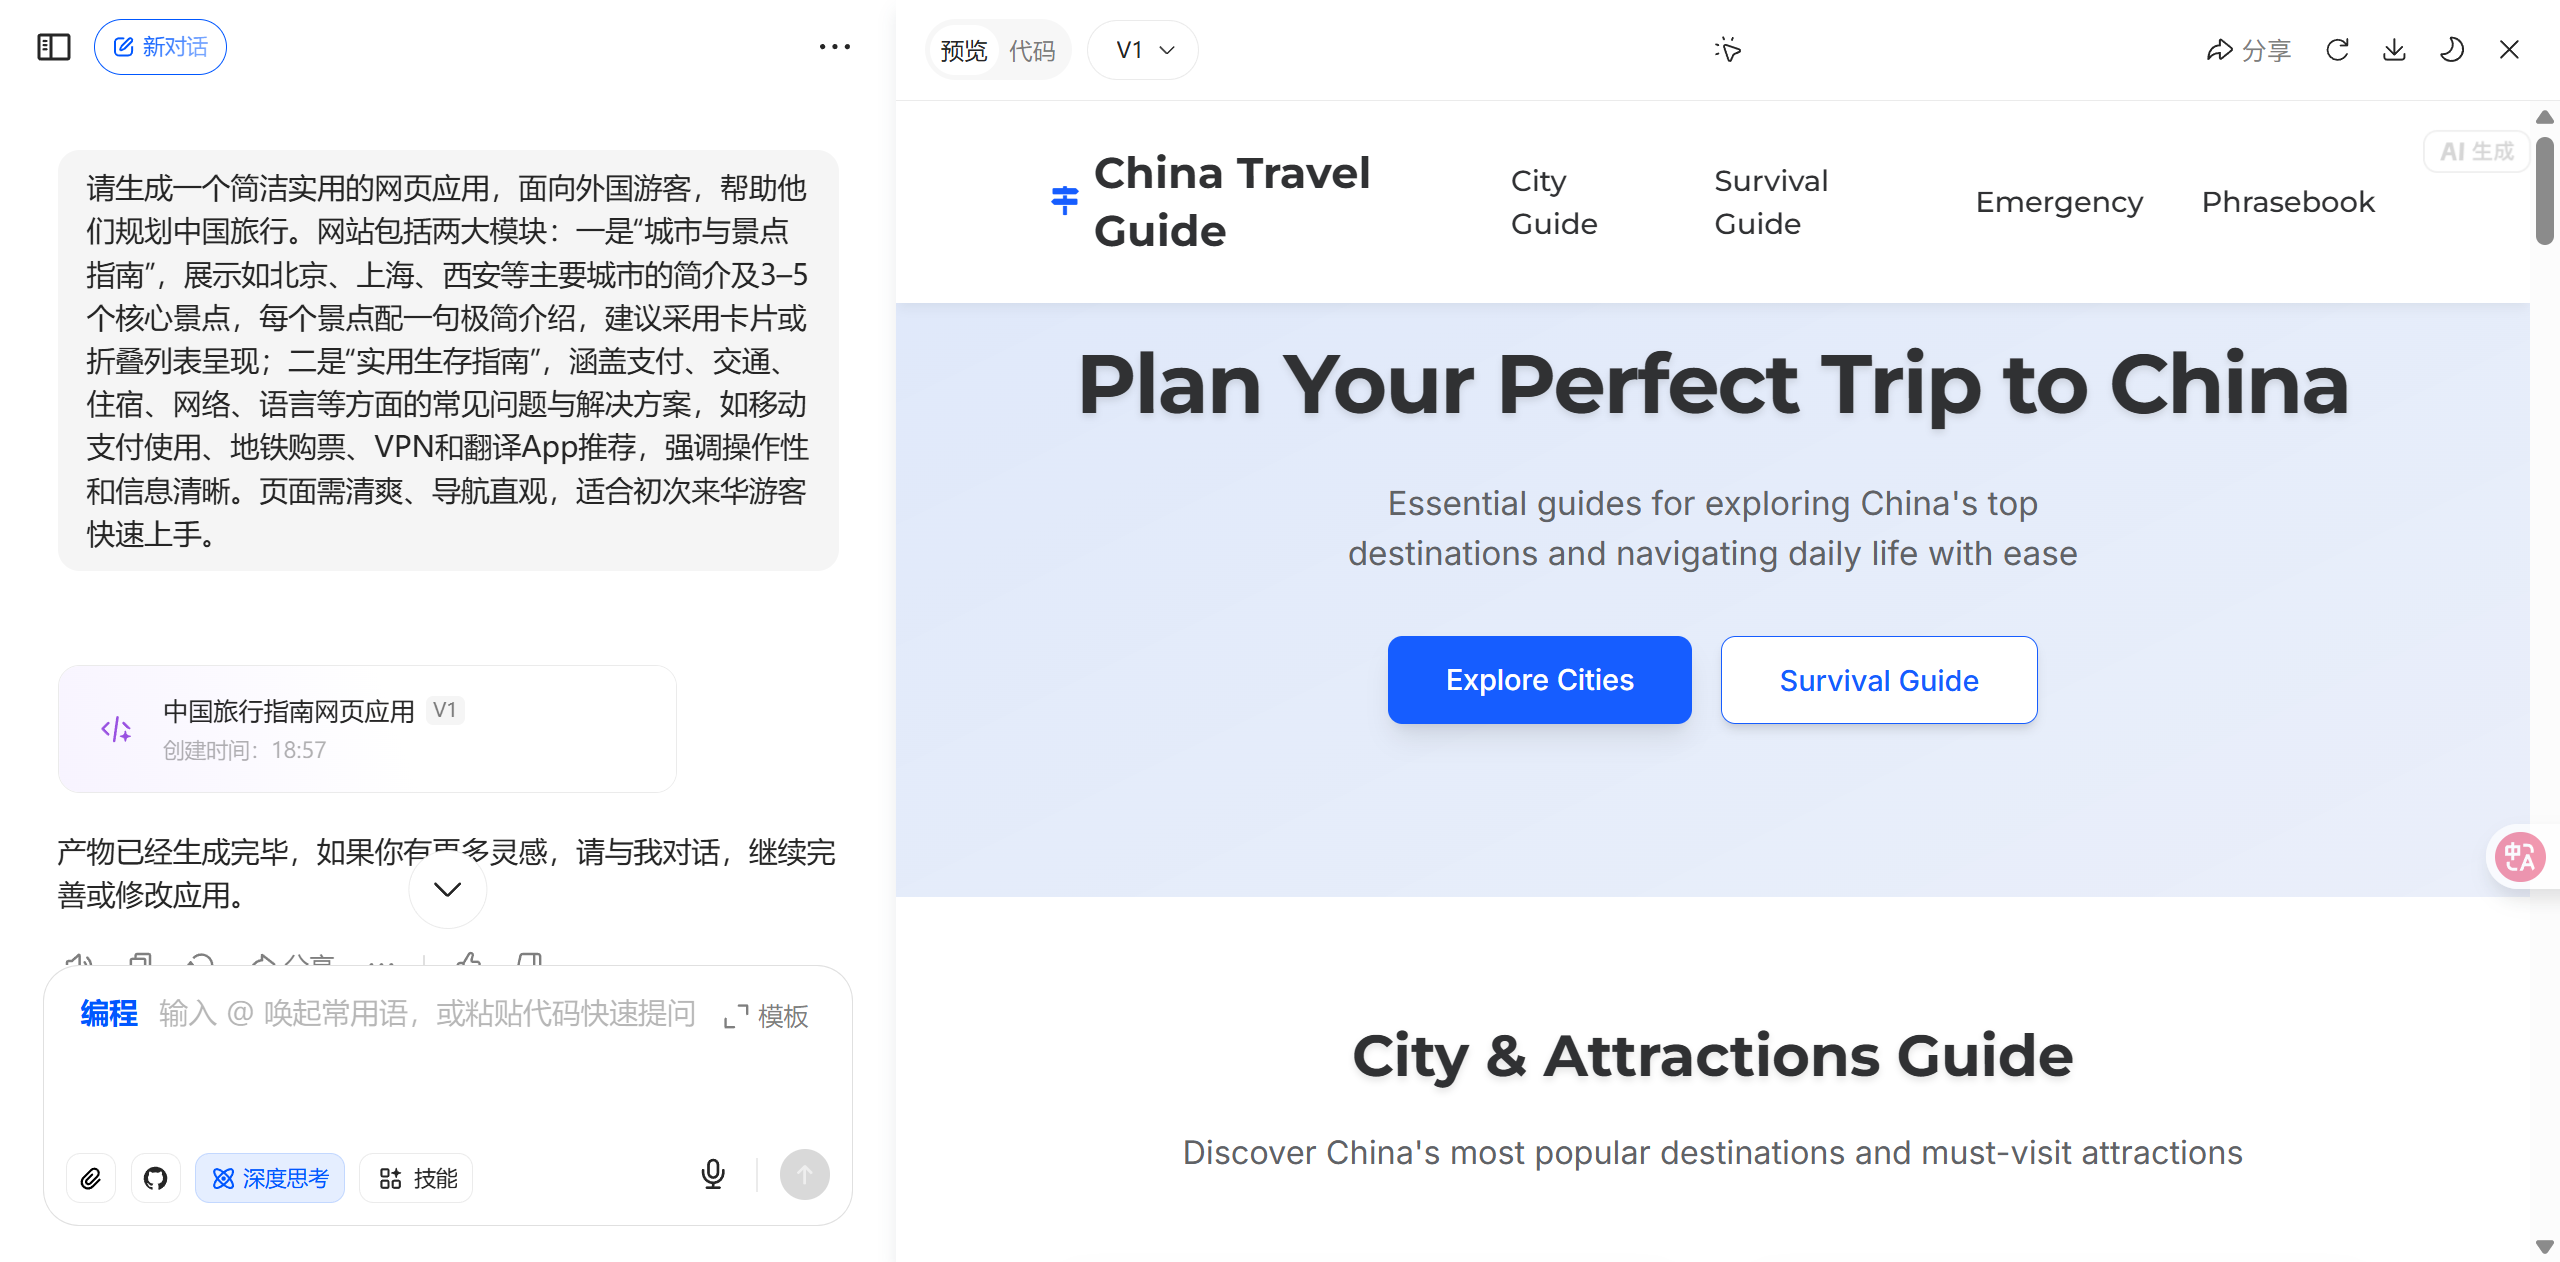 新对话
请生成一个简洁实用的网页应用，面向外国游客，帮助他
们规划中国旅行。网站包括两大模块：一是“城市与景点
指南”，展示如北京、上海、西安等主要城市的简介及3–5
个核心景点，每个景点配一句极简介绍，建议采用卡片或
折叠列表呈现；二是“实用生存指南”，涵盖支付、交通、
住宿、网络、语言等方面的常见问题与解决方案，如移动
支付使用、地铁购票、VPN和翻译App推荐，强调操作性
和信息清晰。页面需清爽、导航直观，适合初次来华游客
快速上手。
中国旅行指南网页应用 V1
创建时间：18:57
产物已经生成完毕，如果你有更多灵感，请与我对话，继续完
善或修改应用。
分享
编程 输入 @ 唤起常用语，或粘贴代码快速提问 模板
深度思考 技能
预览 代码 V1 分享
AI 生成
China Travel
Guide
City
Guide
Survival
Guide
Emergency
Phrasebook
Plan Your Perfect Trip to China
Essential guides for exploring China's top
destinations and navigating daily life with ease
Explore Cities
Survival Guide
中A
City & Attractions Guide
Discover China's most popular destinations and must-visit attractions